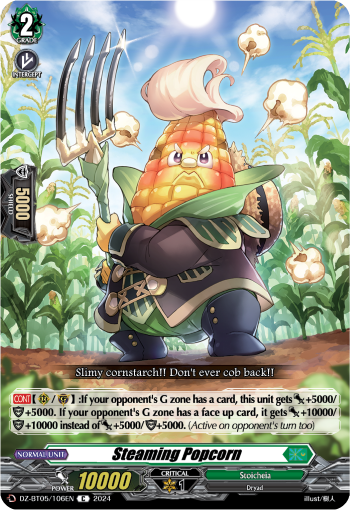 2
GRADE
INTERCEPT
5000
SHIELD
Slimy cornstarch!! Don't ever cob back!!
CONT【 / 】:If your opponent's G zone has a card, this unit gets +5000/
+5000. If your opponent's G zone has a face up card, it gets +10000/
+10000 instead of +5000/ +5000. (Active on opponent's turn too)
NORMAL UNIT
Steaming Popcorn
POWER
10000
CRITICAL
1
Stoicheia
Dryad
DZ-BT05/106EN C 2024
illust/樹人